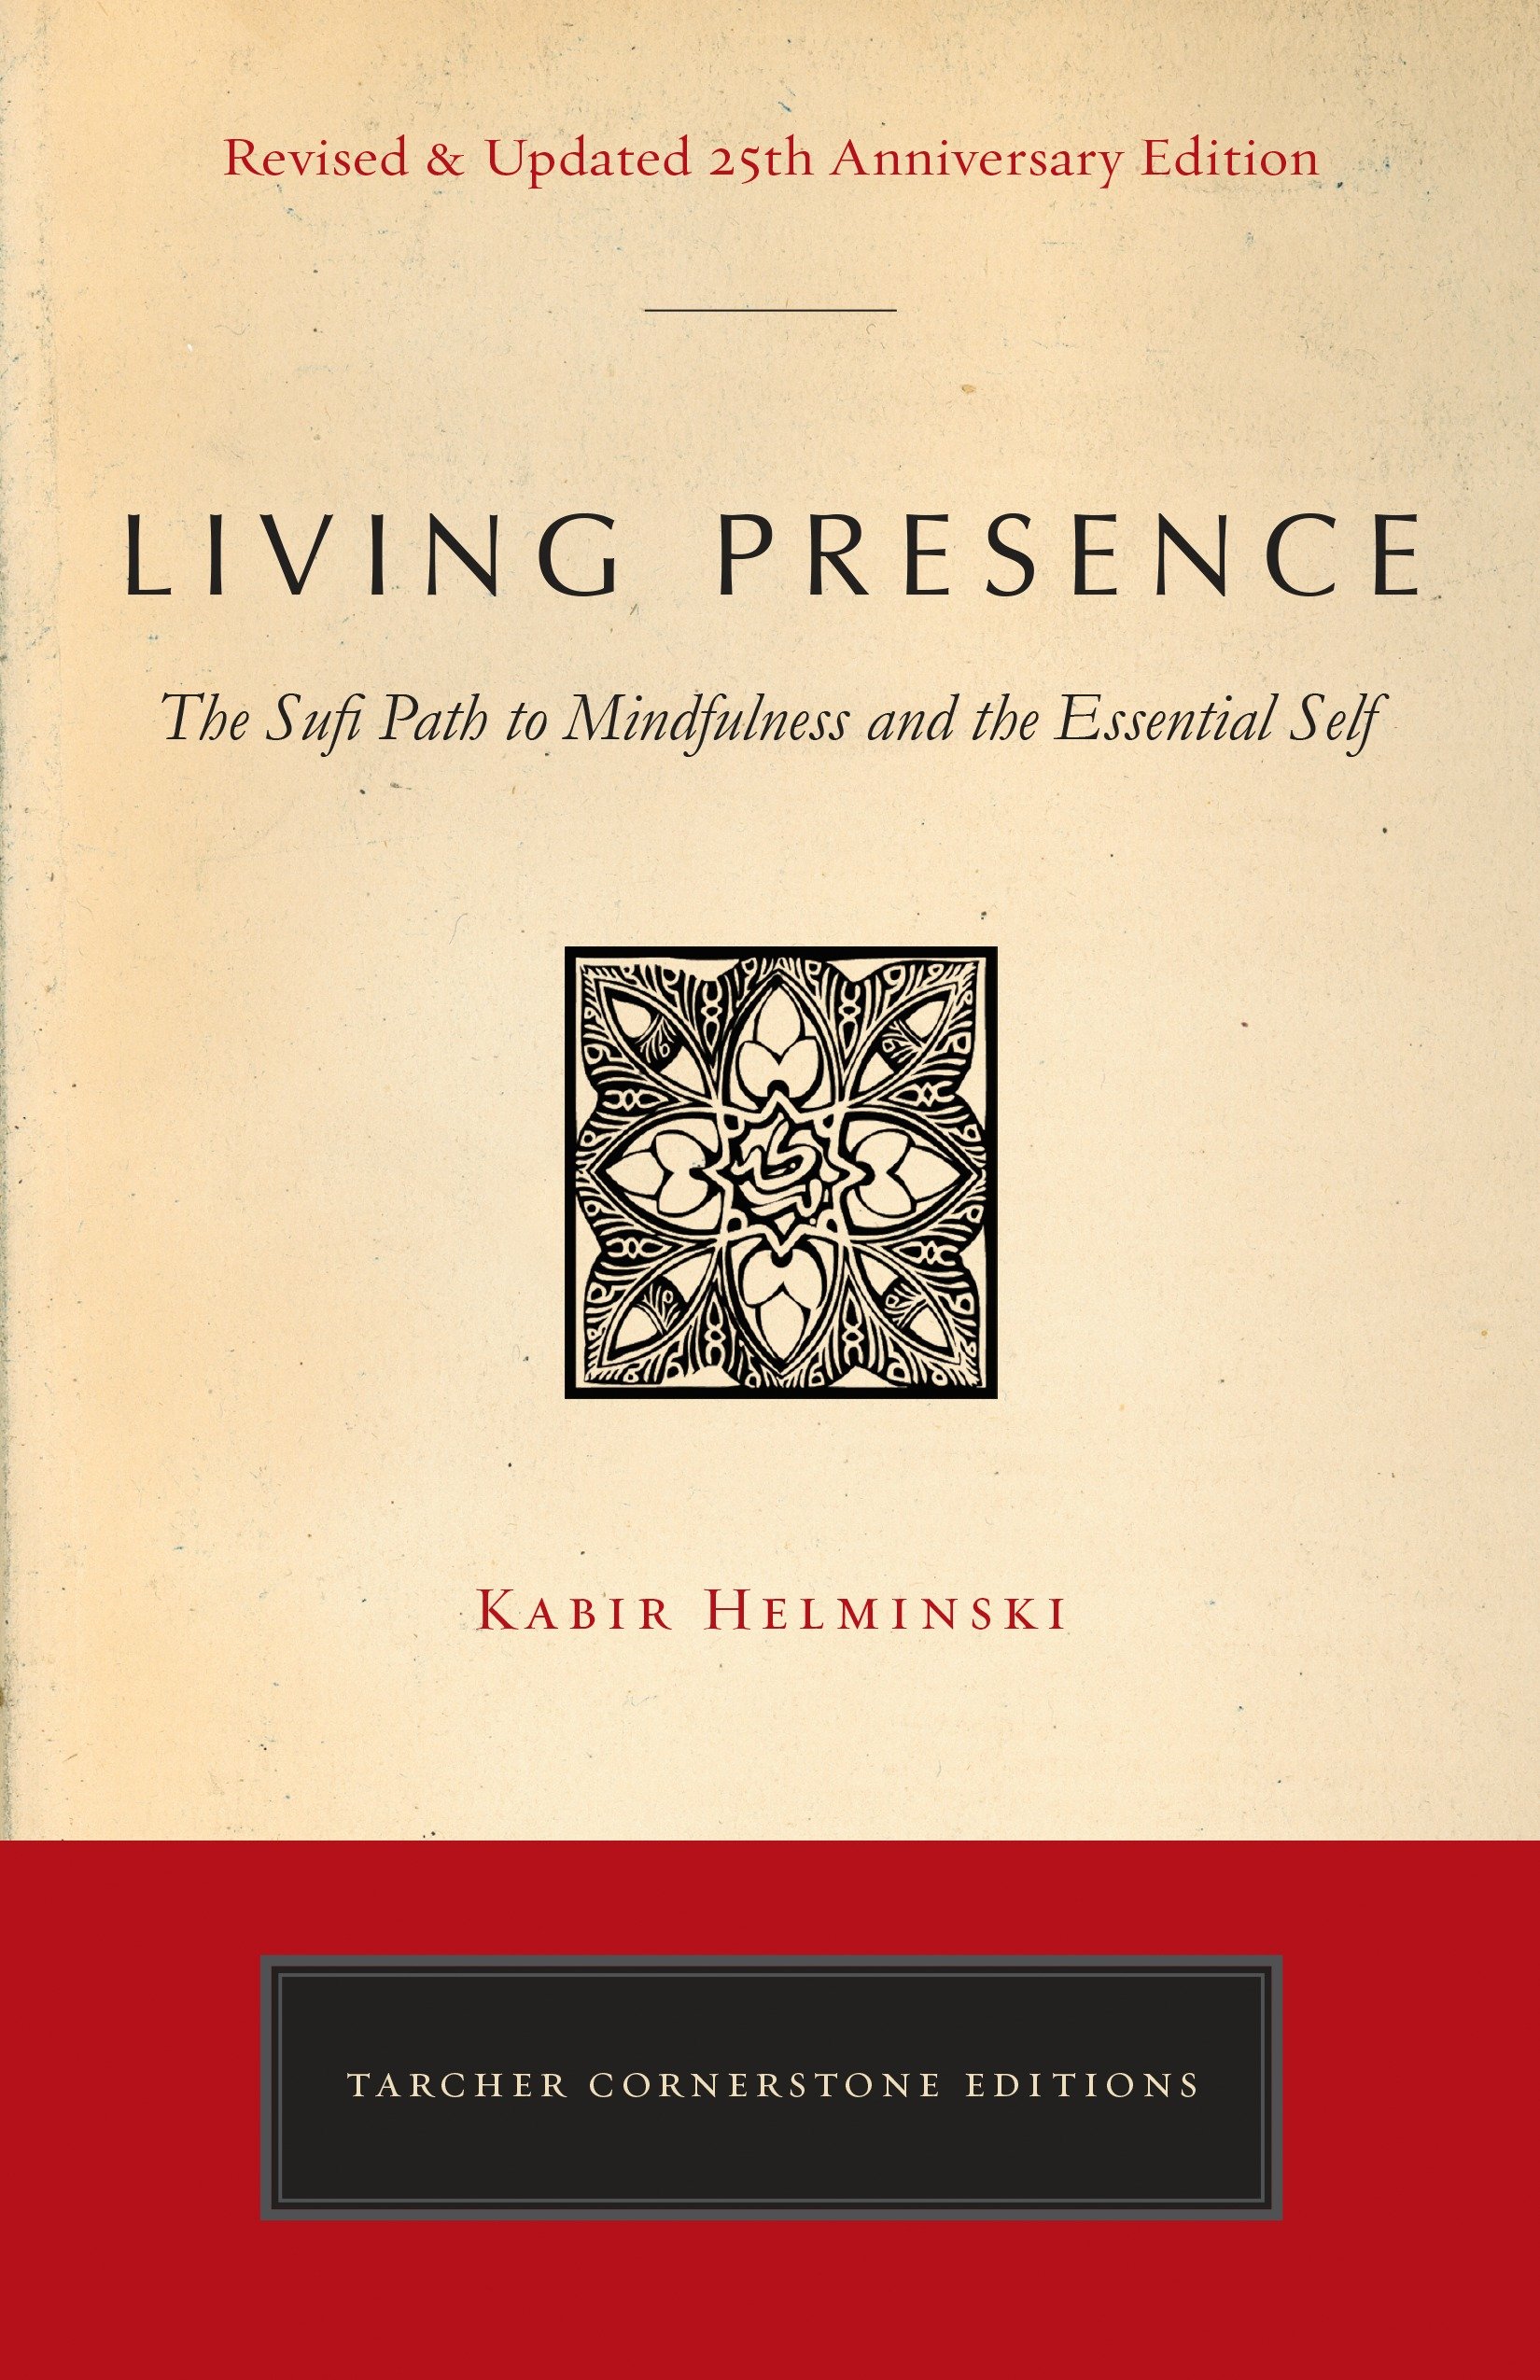 Revised & Updated 25th Anniversary Edition
LIVING PRESENCE
The Sufi Path to Mindfulness and the Essential Self
KABIR HELMINSKI
TARCHER CORNERSTONE EDITIONS